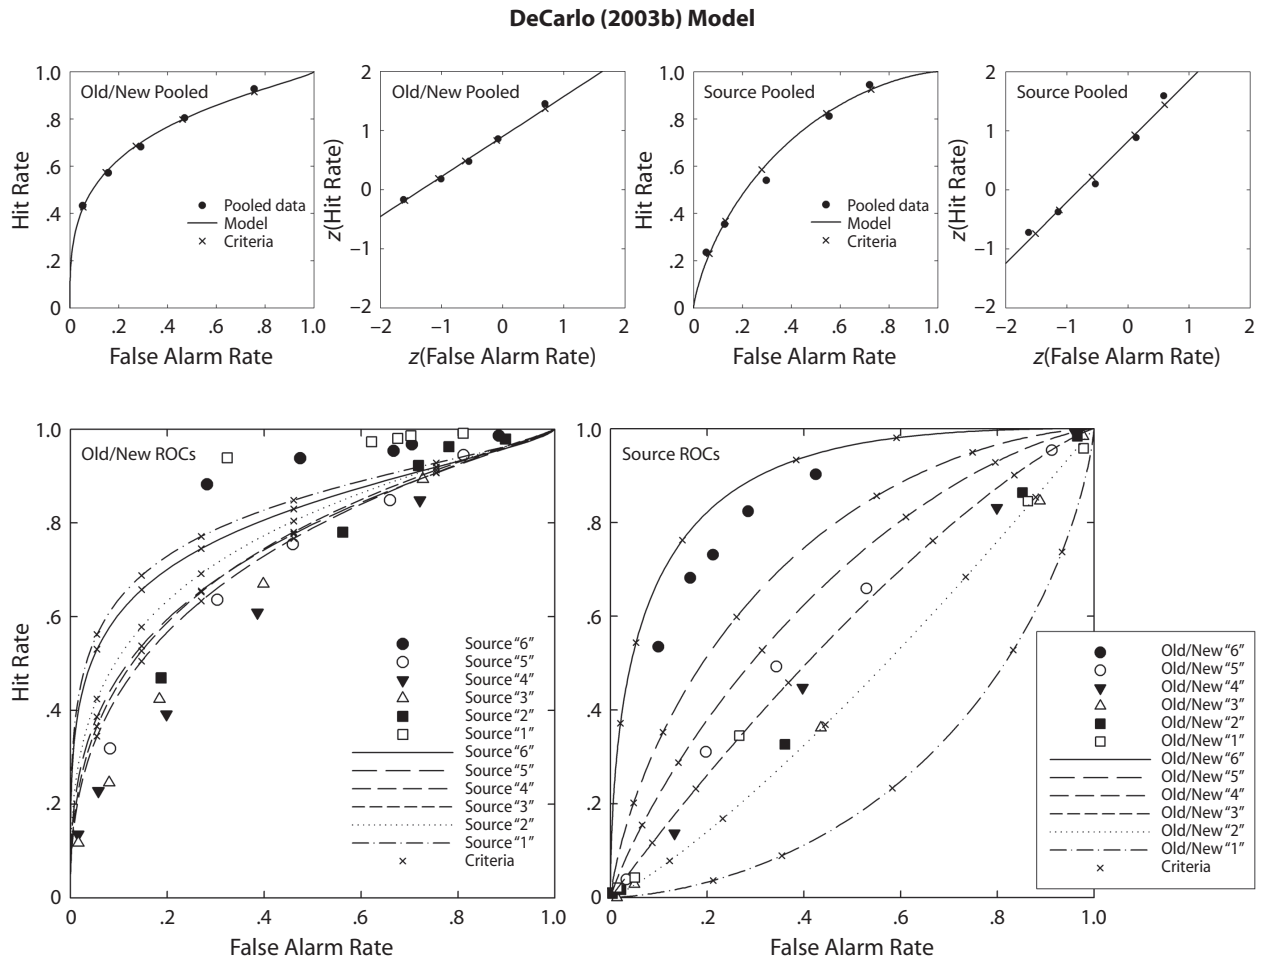 DeCarlo (2003b) Model
Old/New Pooled
Hit Rate
1.0
.8
.6
.4
.2
0
Pooled data
Model
Criteria
0 .2 .4 .6 .8 1.0
False Alarm Rate
Old/New Pooled
z(Hit Rate)
2
1
0
−1
−2
−2 −1 0 1 2
z(False Alarm Rate)
Source Pooled
Hit Rate
1.0
.8
.6
.4
.2
0
Pooled data
Model
Criteria
0 .2 .4 .6 .8 1.0
False Alarm Rate
Source Pooled
z(Hit Rate)
2
1
0
−1
−2
−2 −1 0 1 2
z(False Alarm Rate)
Old/New ROCs
Hit Rate
1.0
.8
.6
.4
.2
0
Source “6”
Source “5”
Source “4”
Source “3”
Source “2”
Source “1”
Source “6”
Source “5”
Source “4”
Source “3”
Source “2”
Source “1”
Criteria
0 .2 .4 .6 .8 1.0
False Alarm Rate
Source ROCs
1.0
.8
.6
.4
.2
0
Old/New “6”
Old/New “5”
Old/New “4”
Old/New “3”
Old/New “2”
Old/New “1”
Old/New “6”
Old/New “5”
Old/New “4”
Old/New “3”
Old/New “2”
Old/New “1”
Criteria
0 .2 .4 .6 .8 1.0
False Alarm Rate